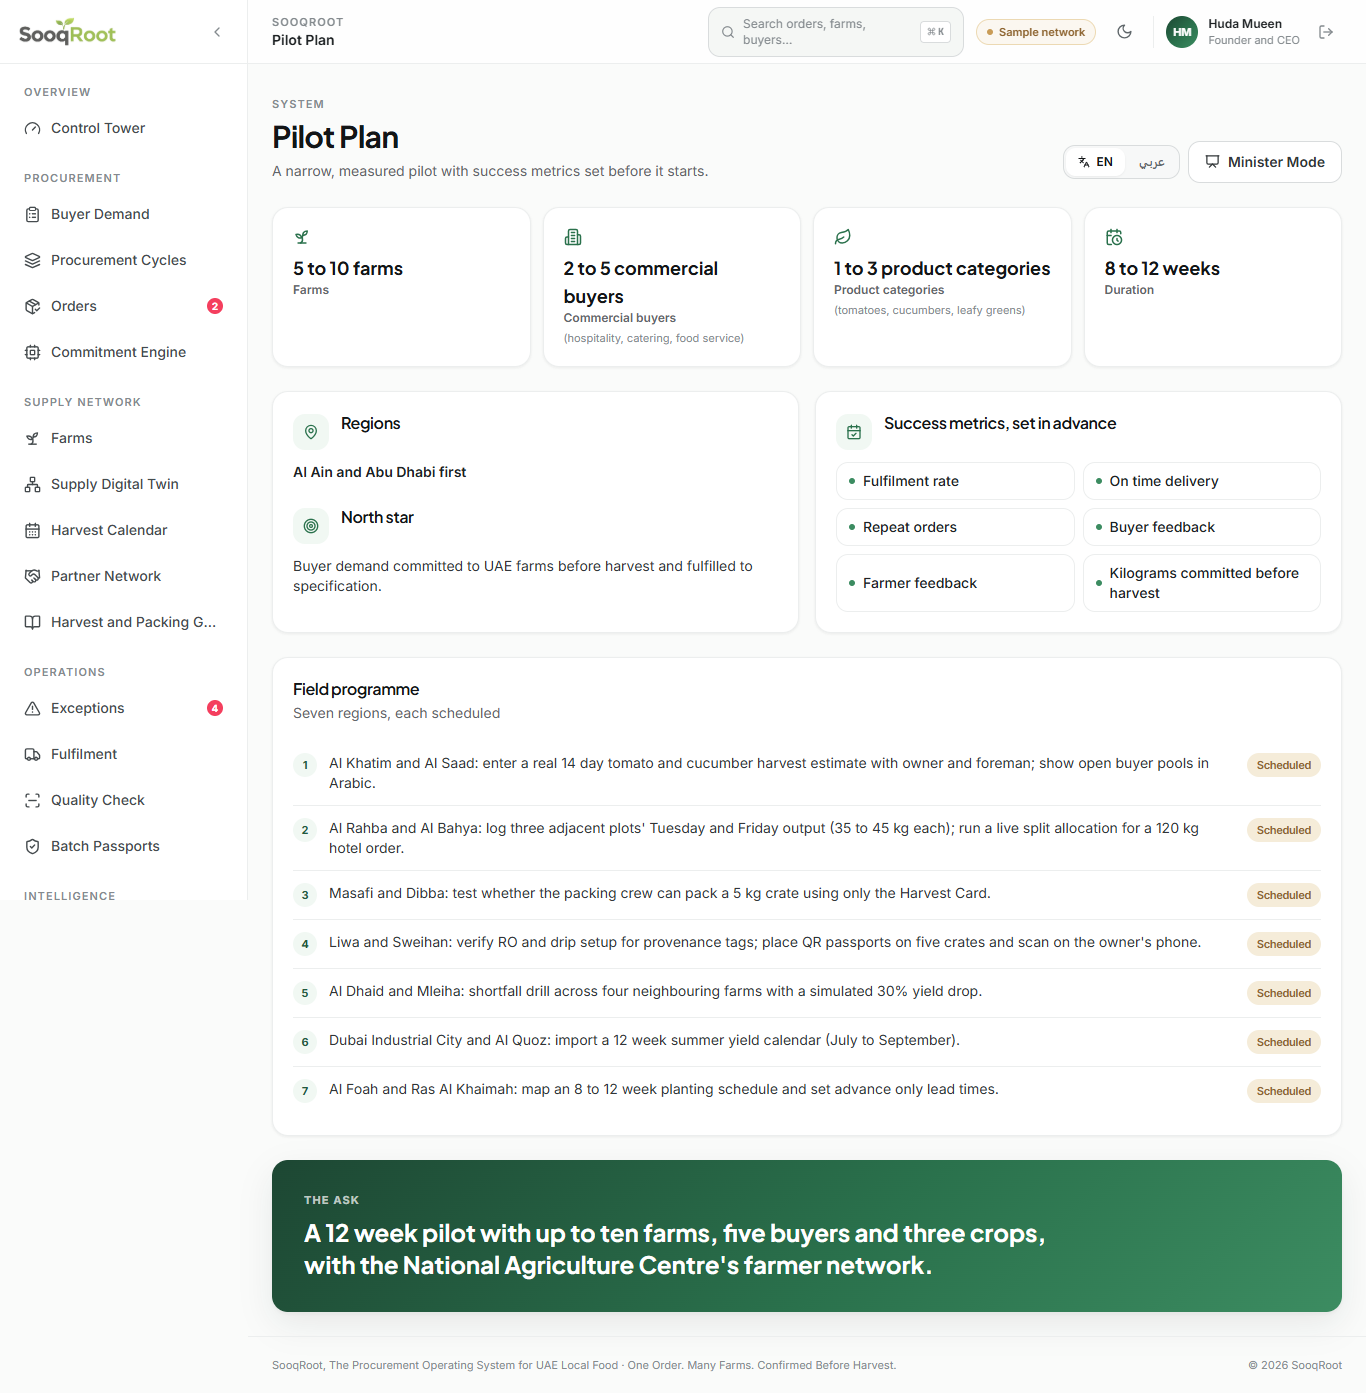 SooqRoot
OVERVIEW
Control Tower
PROCUREMENT
Buyer Demand
Procurement Cycles
Orders
2
Commitment Engine
SUPPLY NETWORK
Farms
Supply Digital Twin
Harvest Calendar
Partner Network
Harvest and Packing G...
OPERATIONS
Exceptions
4
Fulfilment
Quality Check
Batch Passports
INTELLIGENCE
SOOQROOT
Pilot Plan
Search orders, farms,
buyers...
⌘ K
Sample network
HM
Huda Mueen
Founder and CEO
SYSTEM
Pilot Plan
A narrow, measured pilot with success metrics set before it starts.
EN
عربي
Minister Mode
5 to 10 farms
Farms
2 to 5 commercial
buyers
Commercial buyers
(hospitality, catering, food service)
1 to 3 product categories
Product categories
(tomatoes, cucumbers, leafy greens)
8 to 12 weeks
Duration
Regions
Al Ain and Abu Dhabi first
North star
Buyer demand committed to UAE farms before harvest and fulfilled to
specification.
Success metrics, set in advance
Fulfilment rate
On time delivery
Repeat orders
Buyer feedback
Farmer feedback
Kilograms committed before
harvest
Field programme
Seven regions, each scheduled
1
Al Khatim and Al Saad: enter a real 14 day tomato and cucumber harvest estimate with owner and foreman; show open buyer pools in
Arabic.
Scheduled
2
Al Rahba and Al Bahya: log three adjacent plots' Tuesday and Friday output (35 to 45 kg each); run a live split allocation for a 120 kg
hotel order.
Scheduled
3
Masafi and Dibba: test whether the packing crew can pack a 5 kg crate using only the Harvest Card.
Scheduled
4
Liwa and Sweihan: verify RO and drip setup for provenance tags; place QR passports on five crates and scan on the owner's phone.
Scheduled
5
Al Dhaid and Mleiha: shortfall drill across four neighbouring farms with a simulated 30% yield drop.
Scheduled
6
Dubai Industrial City and Al Quoz: import a 12 week summer yield calendar (July to September).
Scheduled
7
Al Foah and Ras Al Khaimah: map an 8 to 12 week planting schedule and set advance only lead times.
Scheduled
THE ASK
A 12 week pilot with up to ten farms, five buyers and three crops,
with the National Agriculture Centre's farmer network.
SooqRoot, The Procurement Operating System for UAE Local Food · One Order. Many Farms. Confirmed Before Harvest.
© 2026 SooqRoot